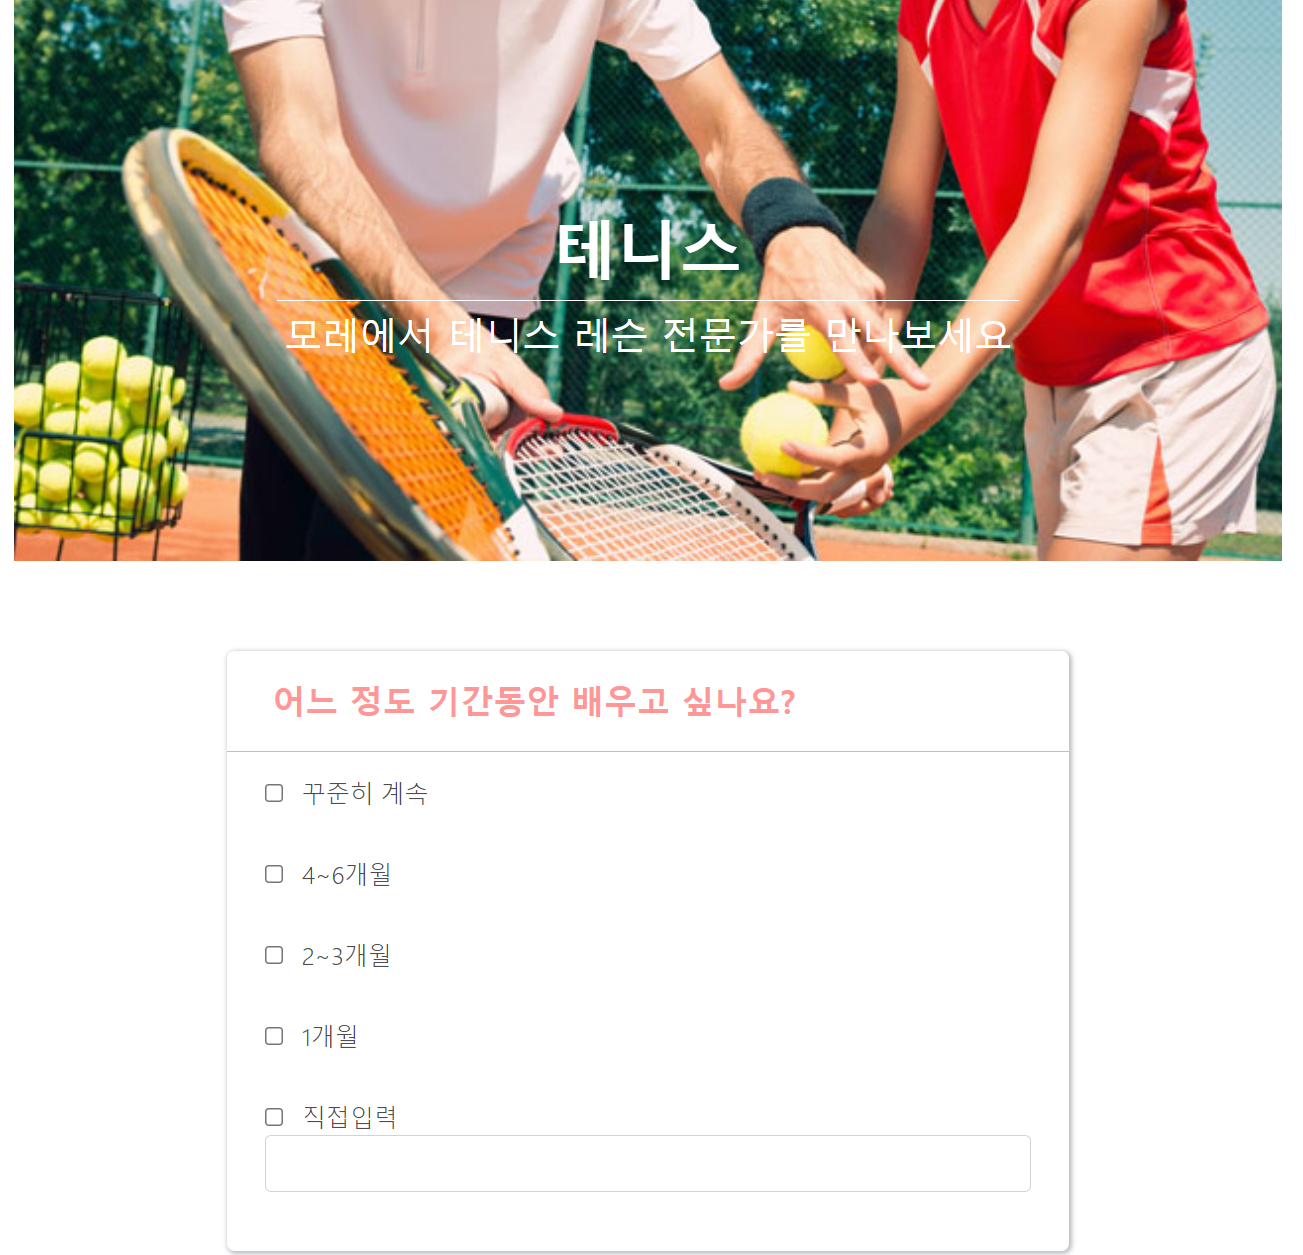 테니스
모레에서 테니스 레슨 전문가를 만나보세요
어느 정도 기간동안 배우고 싶나요?
꾸준히 계속
4~6개월
2~3개월
1개월
직접입력